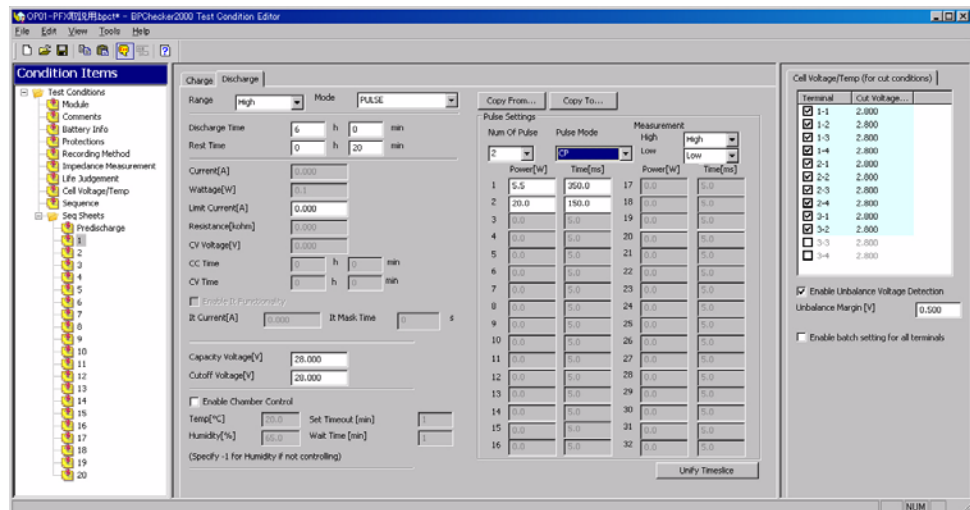 OP01-PFX取説用.bpct* - BPChecker2000 Test Condition Editor
File Edit View Tools Help
Condition Items
Test Conditions
Module
Comments
Battery Info
Protections
Recording Method
Impedance Measurement
Life Judgement
Cell Voltage/Temp
Sequence
Seq Sheets
Predischarge
1
2
3
4
5
6
7
8
9
10
11
12
13
14
15
16
17
18
19
20
Charge Discharge
Range High Mode PULSE
Discharge Time 6 h 0 min
Rest Time 0 h 20 min
Current[A] 0.000
Wattage[W] 0.1
Limit Current[A] 0.000
Resistance[kohm] 0.000
CV Voltage[V] 0.000
CC Time 0 h 0 min
CV Time 0 h 0 min
Enable It Functionality
It Current[A] 0.000 It Mask Time 0 s
Capacity Voltage[V] 28.000
Cutoff Voltage[V] 28.000
Enable Chamber Control
Temp[°C] 20.0 Set Timeout [min] 1
Humidity[%] 65.0 Wait Time [min] 1
(Specify -1 for Humidity if not controlling)
Copy From... Copy To...
Pulse Settings
Num Of Pulse Pulse Mode Measurement
High High
2 CP Low Low
Power[W] Time[ms] Power[W] Time[ms]
1 5.5 350.0 17 0.0 5.0
2 20.0 150.0 18 0.0 5.0
3 0.0 5.0 19 0.0 5.0
4 0.0 5.0 20 0.0 5.0
5 0.0 5.0 21 0.0 5.0
6 0.0 5.0 22 0.0 5.0
7 0.0 5.0 23 0.0 5.0
8 0.0 5.0 24 0.0 5.0
9 0.0 5.0 25 0.0 5.0
10 0.0 5.0 26 0.0 5.0
11 0.0 5.0 27 0.0 5.0
12 0.0 5.0 28 0.0 5.0
13 0.0 5.0 29 0.0 5.0
14 0.0 5.0 30 0.0 5.0
15 0.0 5.0 31 0.0 5.0
16 0.0 5.0 32 0.0 5.0
Unify Timeslice
Cell Voltage/Temp (for cut conditions)
Terminal Cut Voltage...
1-1 2.800
1-2 2.800
1-3 2.800
1-4 2.800
2-1 2.800
2-2 2.800
2-3 2.800
2-4 2.800
3-1 2.800
3-2 2.800
3-3 2.800
3-4 2.800
Enable Unbalance Voltage Detection
Unbalance Margin [V] 0.500
Enable batch setting for all terminals
NUM